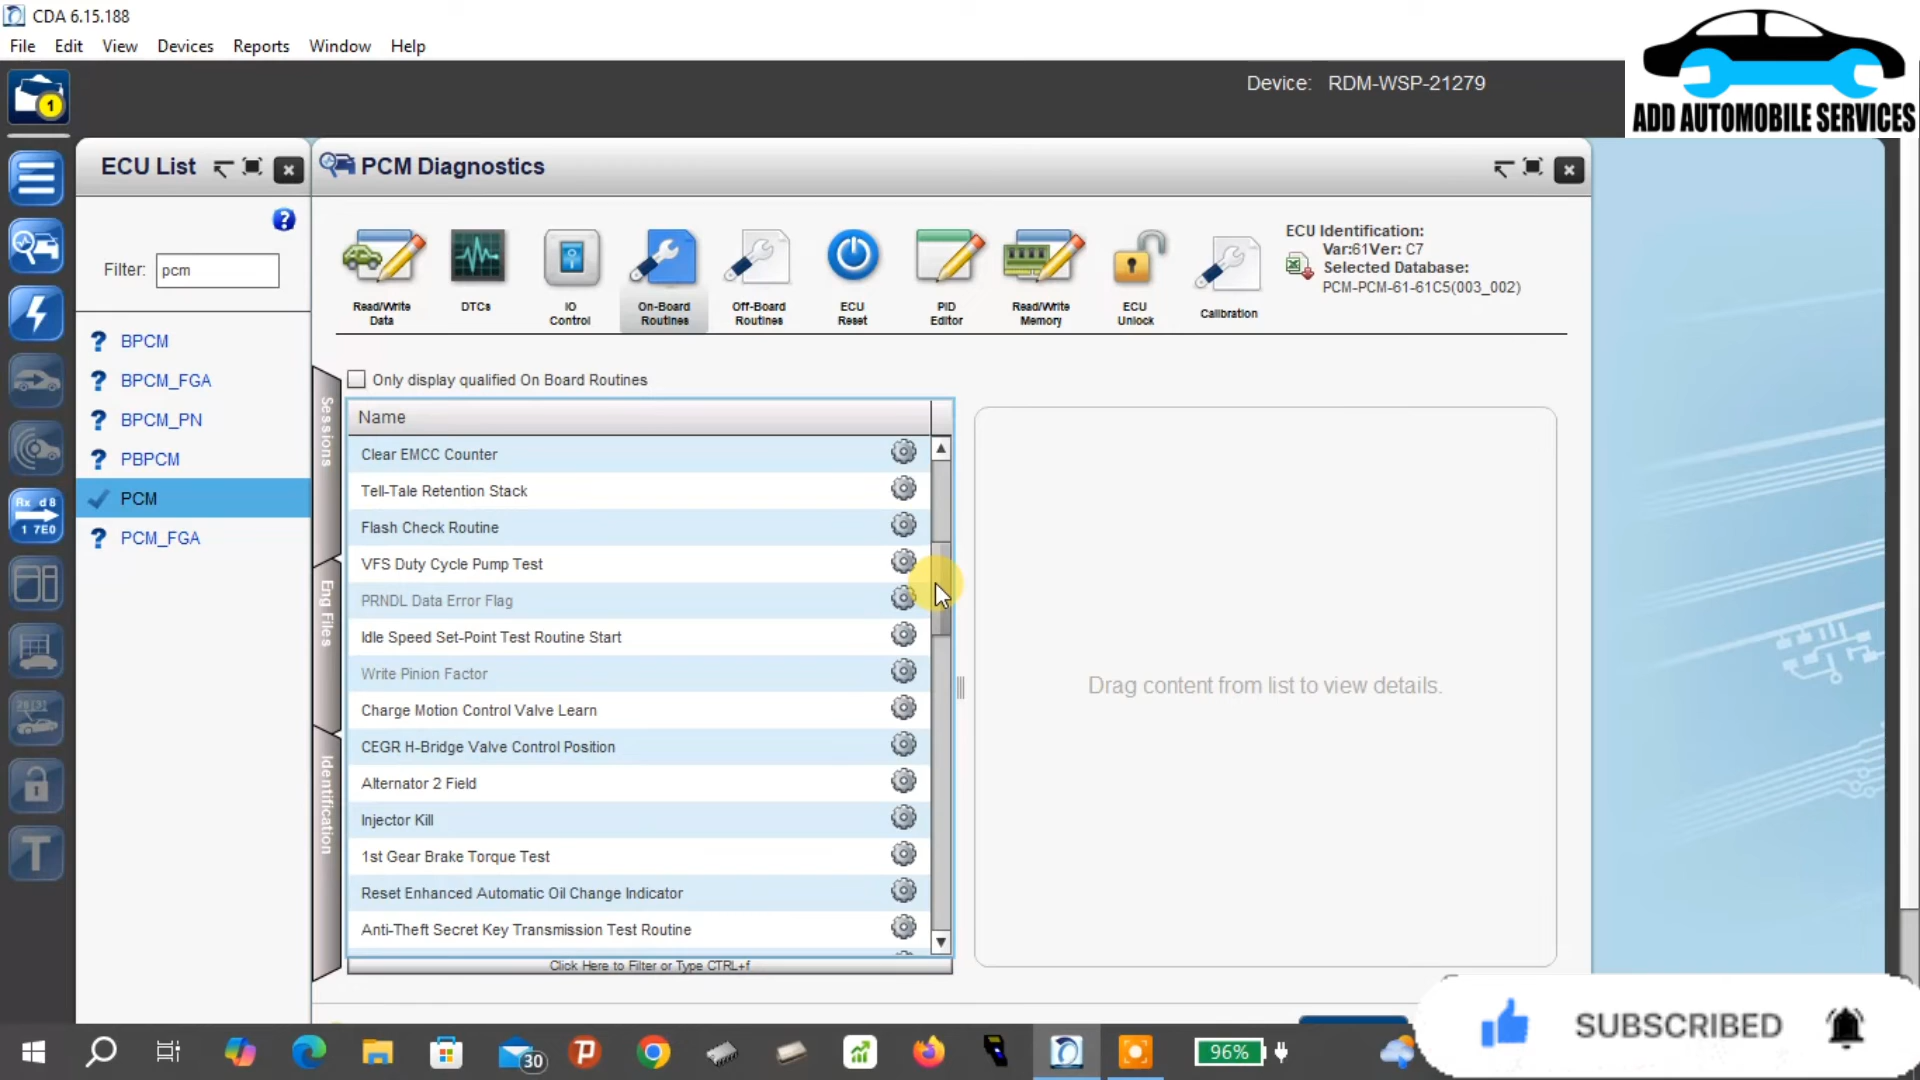 CDA 6.15.188
File Edit View Devices Reports Window Help
1
Device: RDM-WSP-21279
ADD AUTOMOBILE SERVICES
ECU List
PCM Diagnostics
Filter: pcm
BPCM
BPCM_FGA
BPCM_PN
PBPCM
PCM
PCM_FGA
Rx d8
1 7E0
T
Read/Write
Data
DTCs
IO
Control
On-Board
Routines
Off-Board
Routines
ECU
Reset
PID
Editor
Read/Write
Memory
ECU
Unlock
Calibration
ECU Identification:
Var:61Ver: C7
Selected Database:
PCM-PCM-61-61C5(003_002)
Sessions
Eng Files
Identification
Only display qualified On Board Routines
Name
Clear EMCC Counter
Tell-Tale Retention Stack
Flash Check Routine
VFS Duty Cycle Pump Test
PRNDL Data Error Flag
Idle Speed Set-Point Test Routine Start
Write Pinion Factor
Charge Motion Control Valve Learn
CEGR H-Bridge Valve Control Position
Alternator 2 Field
Injector Kill
1st Gear Brake Torque Test
Reset Enhanced Automatic Oil Change Indicator
Anti-Theft Secret Key Transmission Test Routine
Click Here to Filter or Type CTRL+f
Drag content from list to view details.
30
96%
SUBSCRIBED